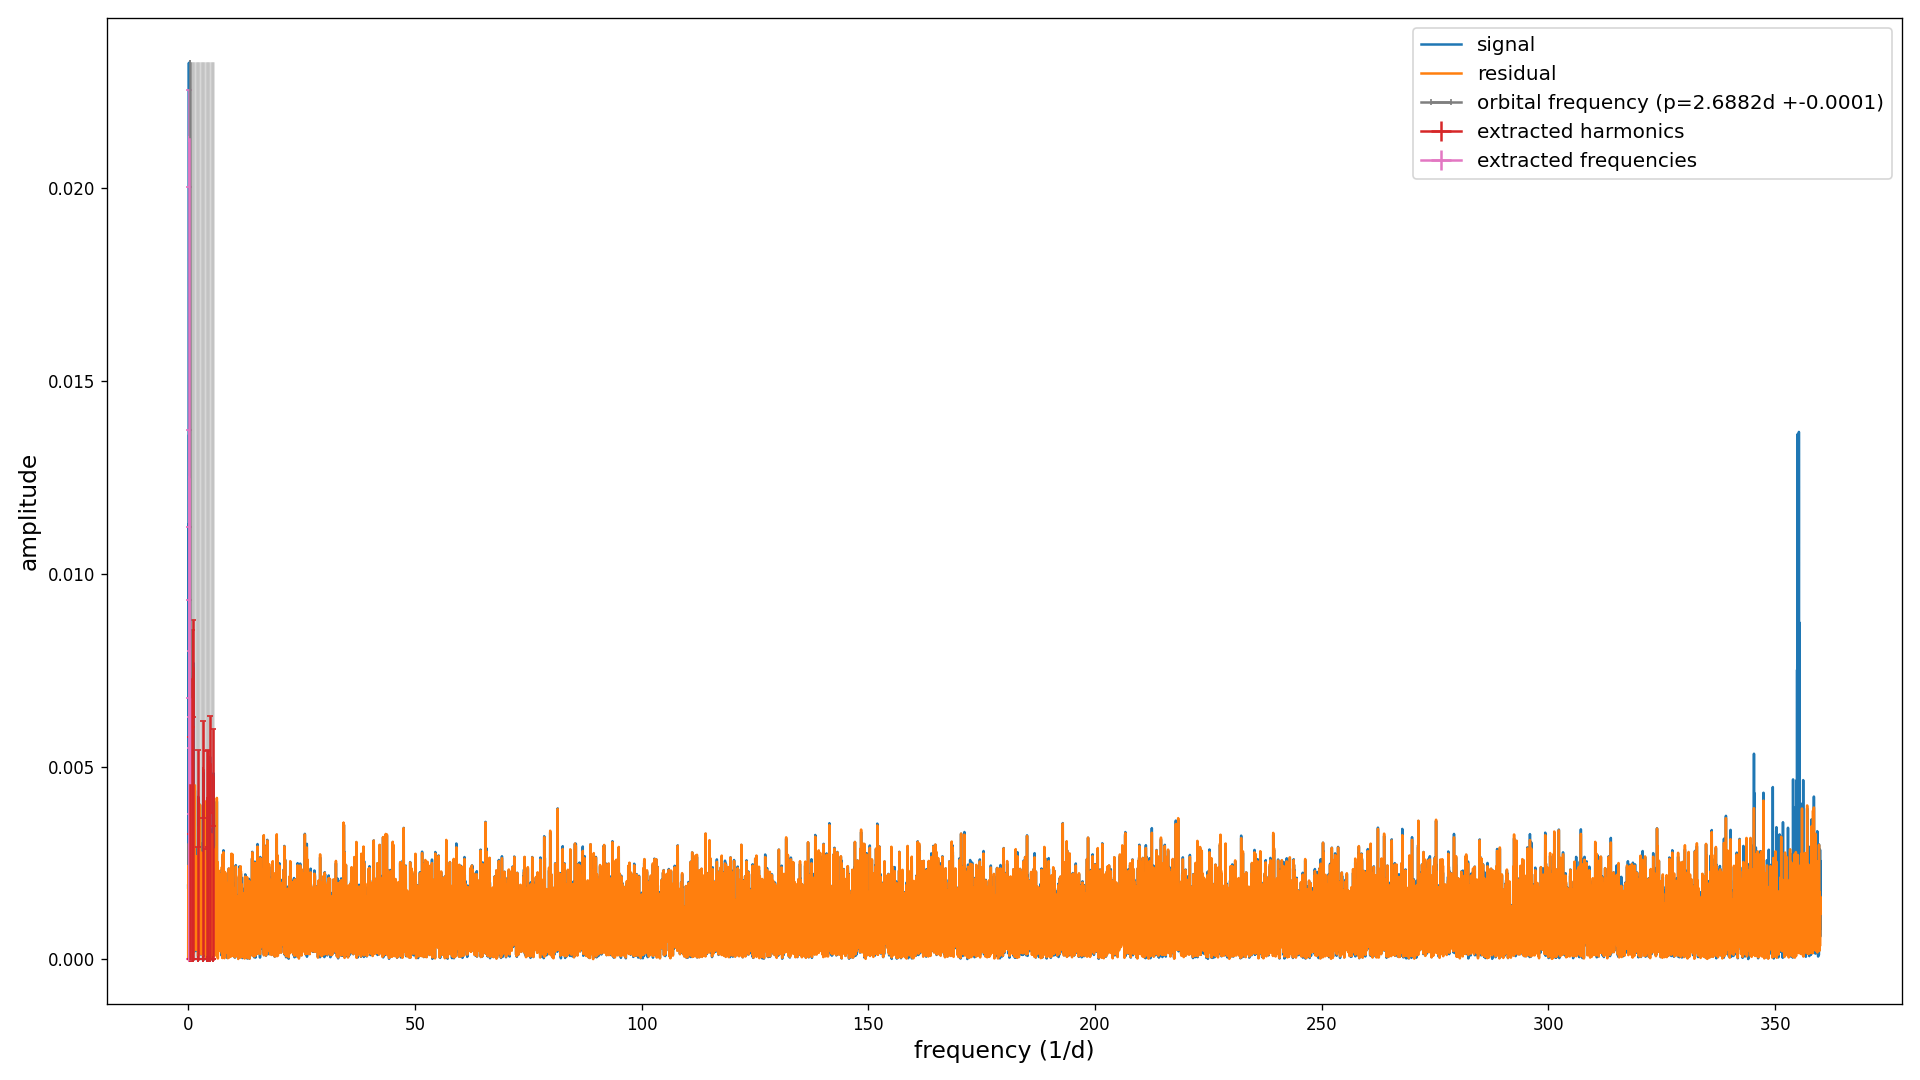 signal
residual
orbital frequency (p=2.6882d +-0.0001)
extracted harmonics
extracted frequencies
amplitude
0.020
0.015
0.010
0.005
0.000
0 50 100 150 200 250 300 350
frequency (1/d)